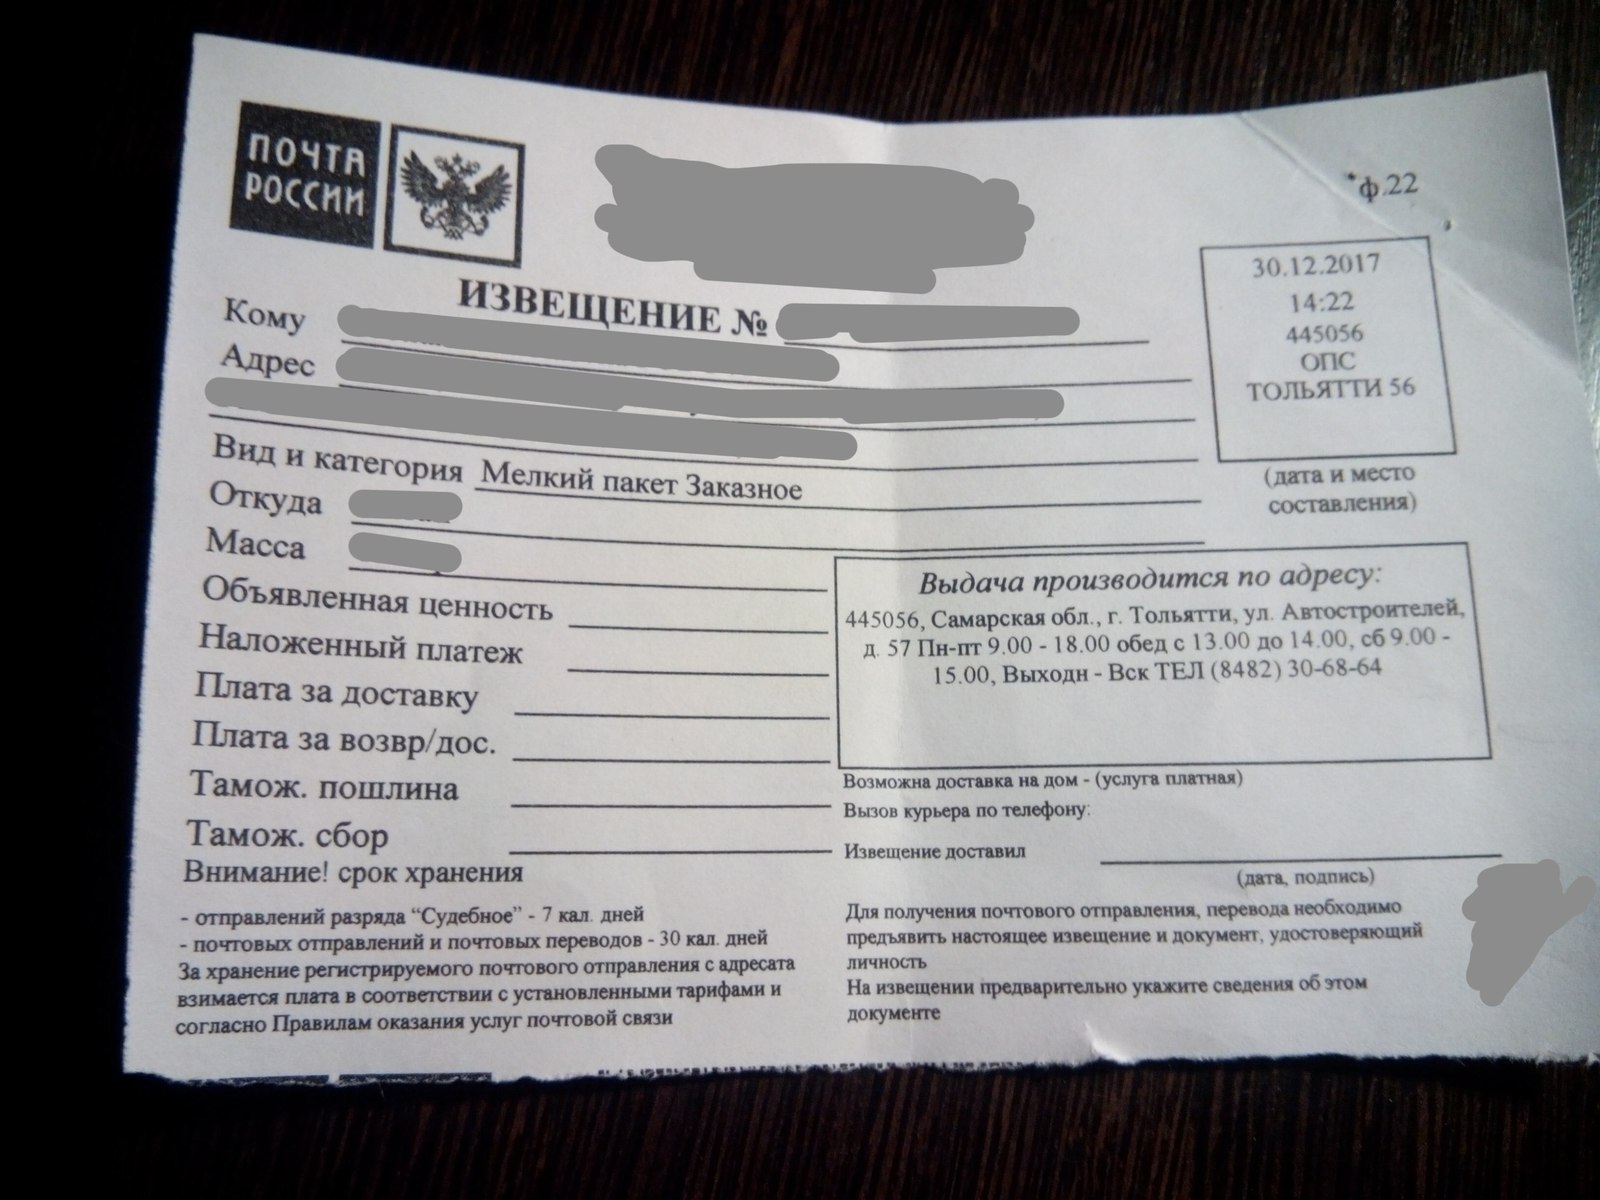 ПОЧТА
РОССИИ
*ф.22
ИЗВЕЩЕНИЕ №
30.12.2017
14:22
445056
ОПС
ТОЛЬЯТТИ 56
(дата и место
составления)
Кому
Адрес
Вид и категория Мелкий пакет Заказное
Откуда
Масса
Объявленная ценность
Наложенный платеж
Плата за доставку
Плата за возвр/дос.
Тамож. пошлина
Тамож. сбор
Внимание! срок хранения
- отправлений разряда “Судебное” - 7 кал. дней
- почтовых отправлений и почтовых переводов - 30 кал. дней
За хранение регистрируемого почтового отправления с адресата
взимается плата в соответствии с установленными тарифами и
согласно Правилам оказания услуг почтовой связи
Выдача производится по адресу:
445056, Самарская обл., г. Тольятти, ул. Автостроителей,
д. 57 Пн-пт 9.00 - 18.00 обед с 13.00 до 14.00, сб 9.00 -
15.00, Выходн - Вск ТЕЛ (8482) 30-68-64
Возможна доставка на дом - (услуга платная)
Вызов курьера по телефону:
Извещение доставил
(дата, подпись)
Для получения почтового отправления, перевода необходимо
предъявить настоящее извещение и документ, удостоверяющий
личность
На извещении предварительно укажите сведения об этом
документе